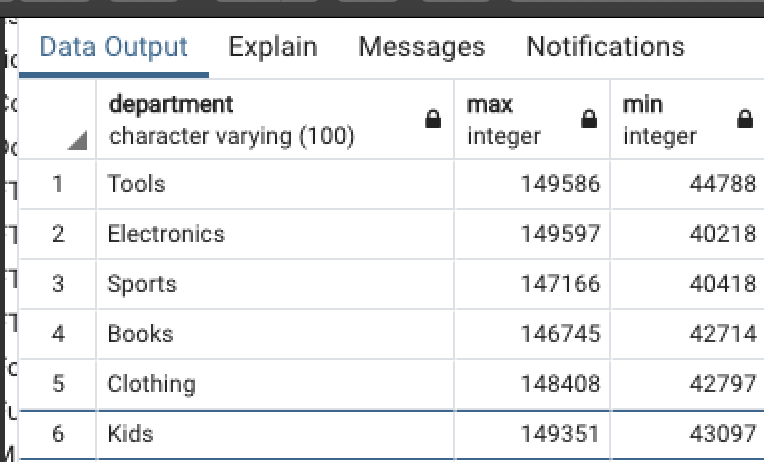 Data Output Explain Messages Notifications
department max min
character varying (100) integer integer
1 Tools 149586 44788
2 Electronics 149597 40218
3 Sports 147166 40418
4 Books 146745 42714
5 Clothing 148408 42797
6 Kids 149351 43097